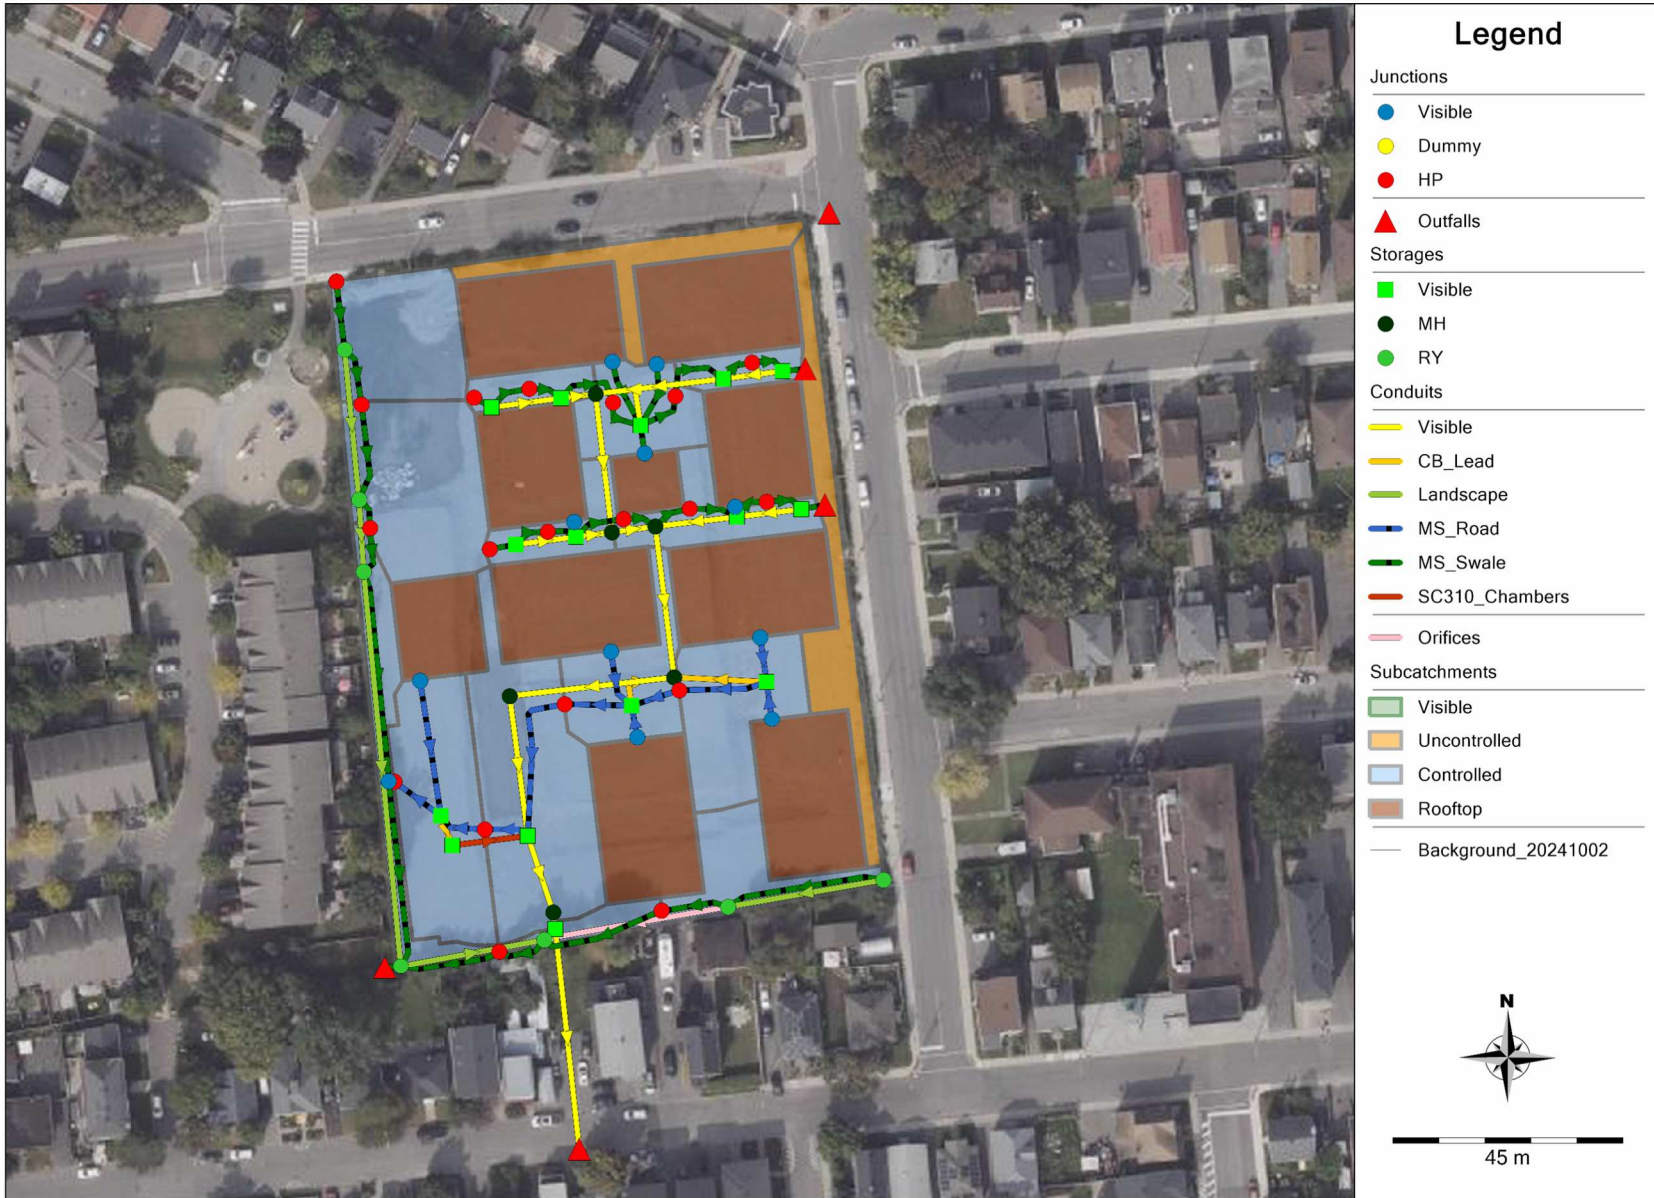 Legend
Junctions
Visible
Dummy
HP
Outfalls
Storages
Visible
MH
RY
Conduits
Visible
CB_Lead
Landscape
MS_Road
MS_Swale
SC310_Chambers
Orifices
Subcatchments
Visible
Uncontrolled
Controlled
Rooftop
Background_20241002
N
45 m